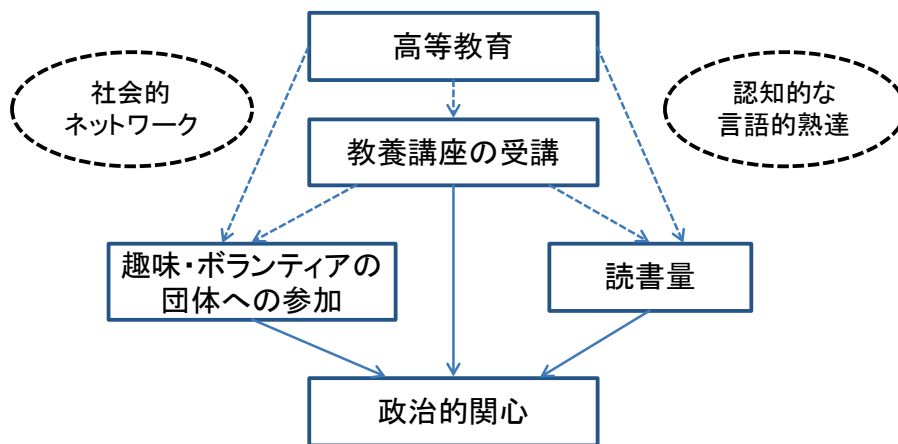 高等教育
社会的
ネットワーク
認知的な
言語的熟達
教養講座の受講
趣味・ボランティアの
団体への参加
読書量
政治的関心